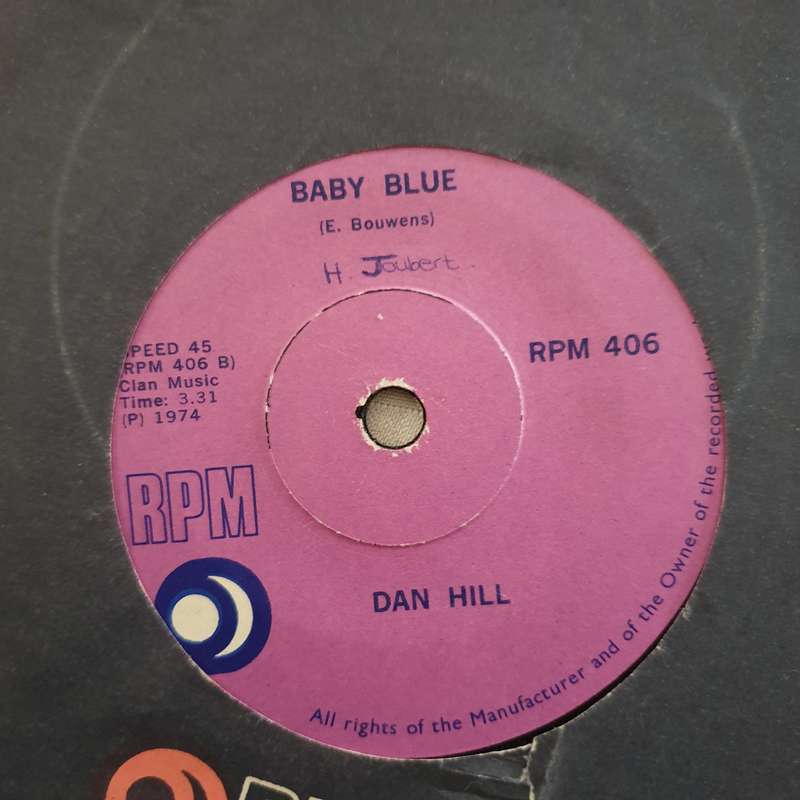 BABY BLUE
(E. Bouwens)
H. Joubert.
SPEED 45
(RPM 406 B)
Clan Music
Time: 3.31
(P) 1974
RPM 406
RPM
DAN HILL
All rights of the Manufacturer and of the Owner of the recorded